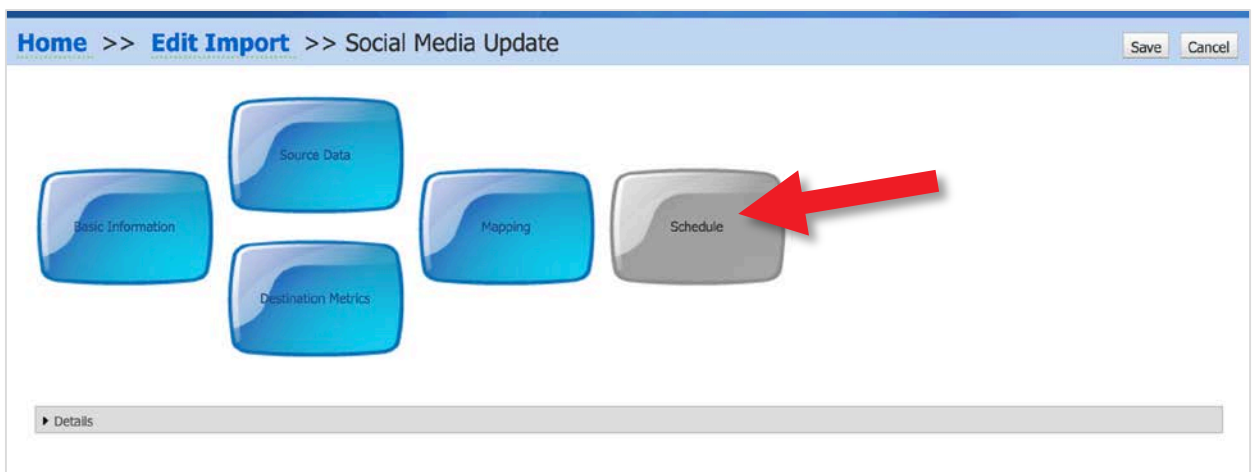 Home >> Edit Import >> Social Media Update
Save Cancel
Source Data
Basic Information
Mapping
Schedule
Destination Metrics
Details